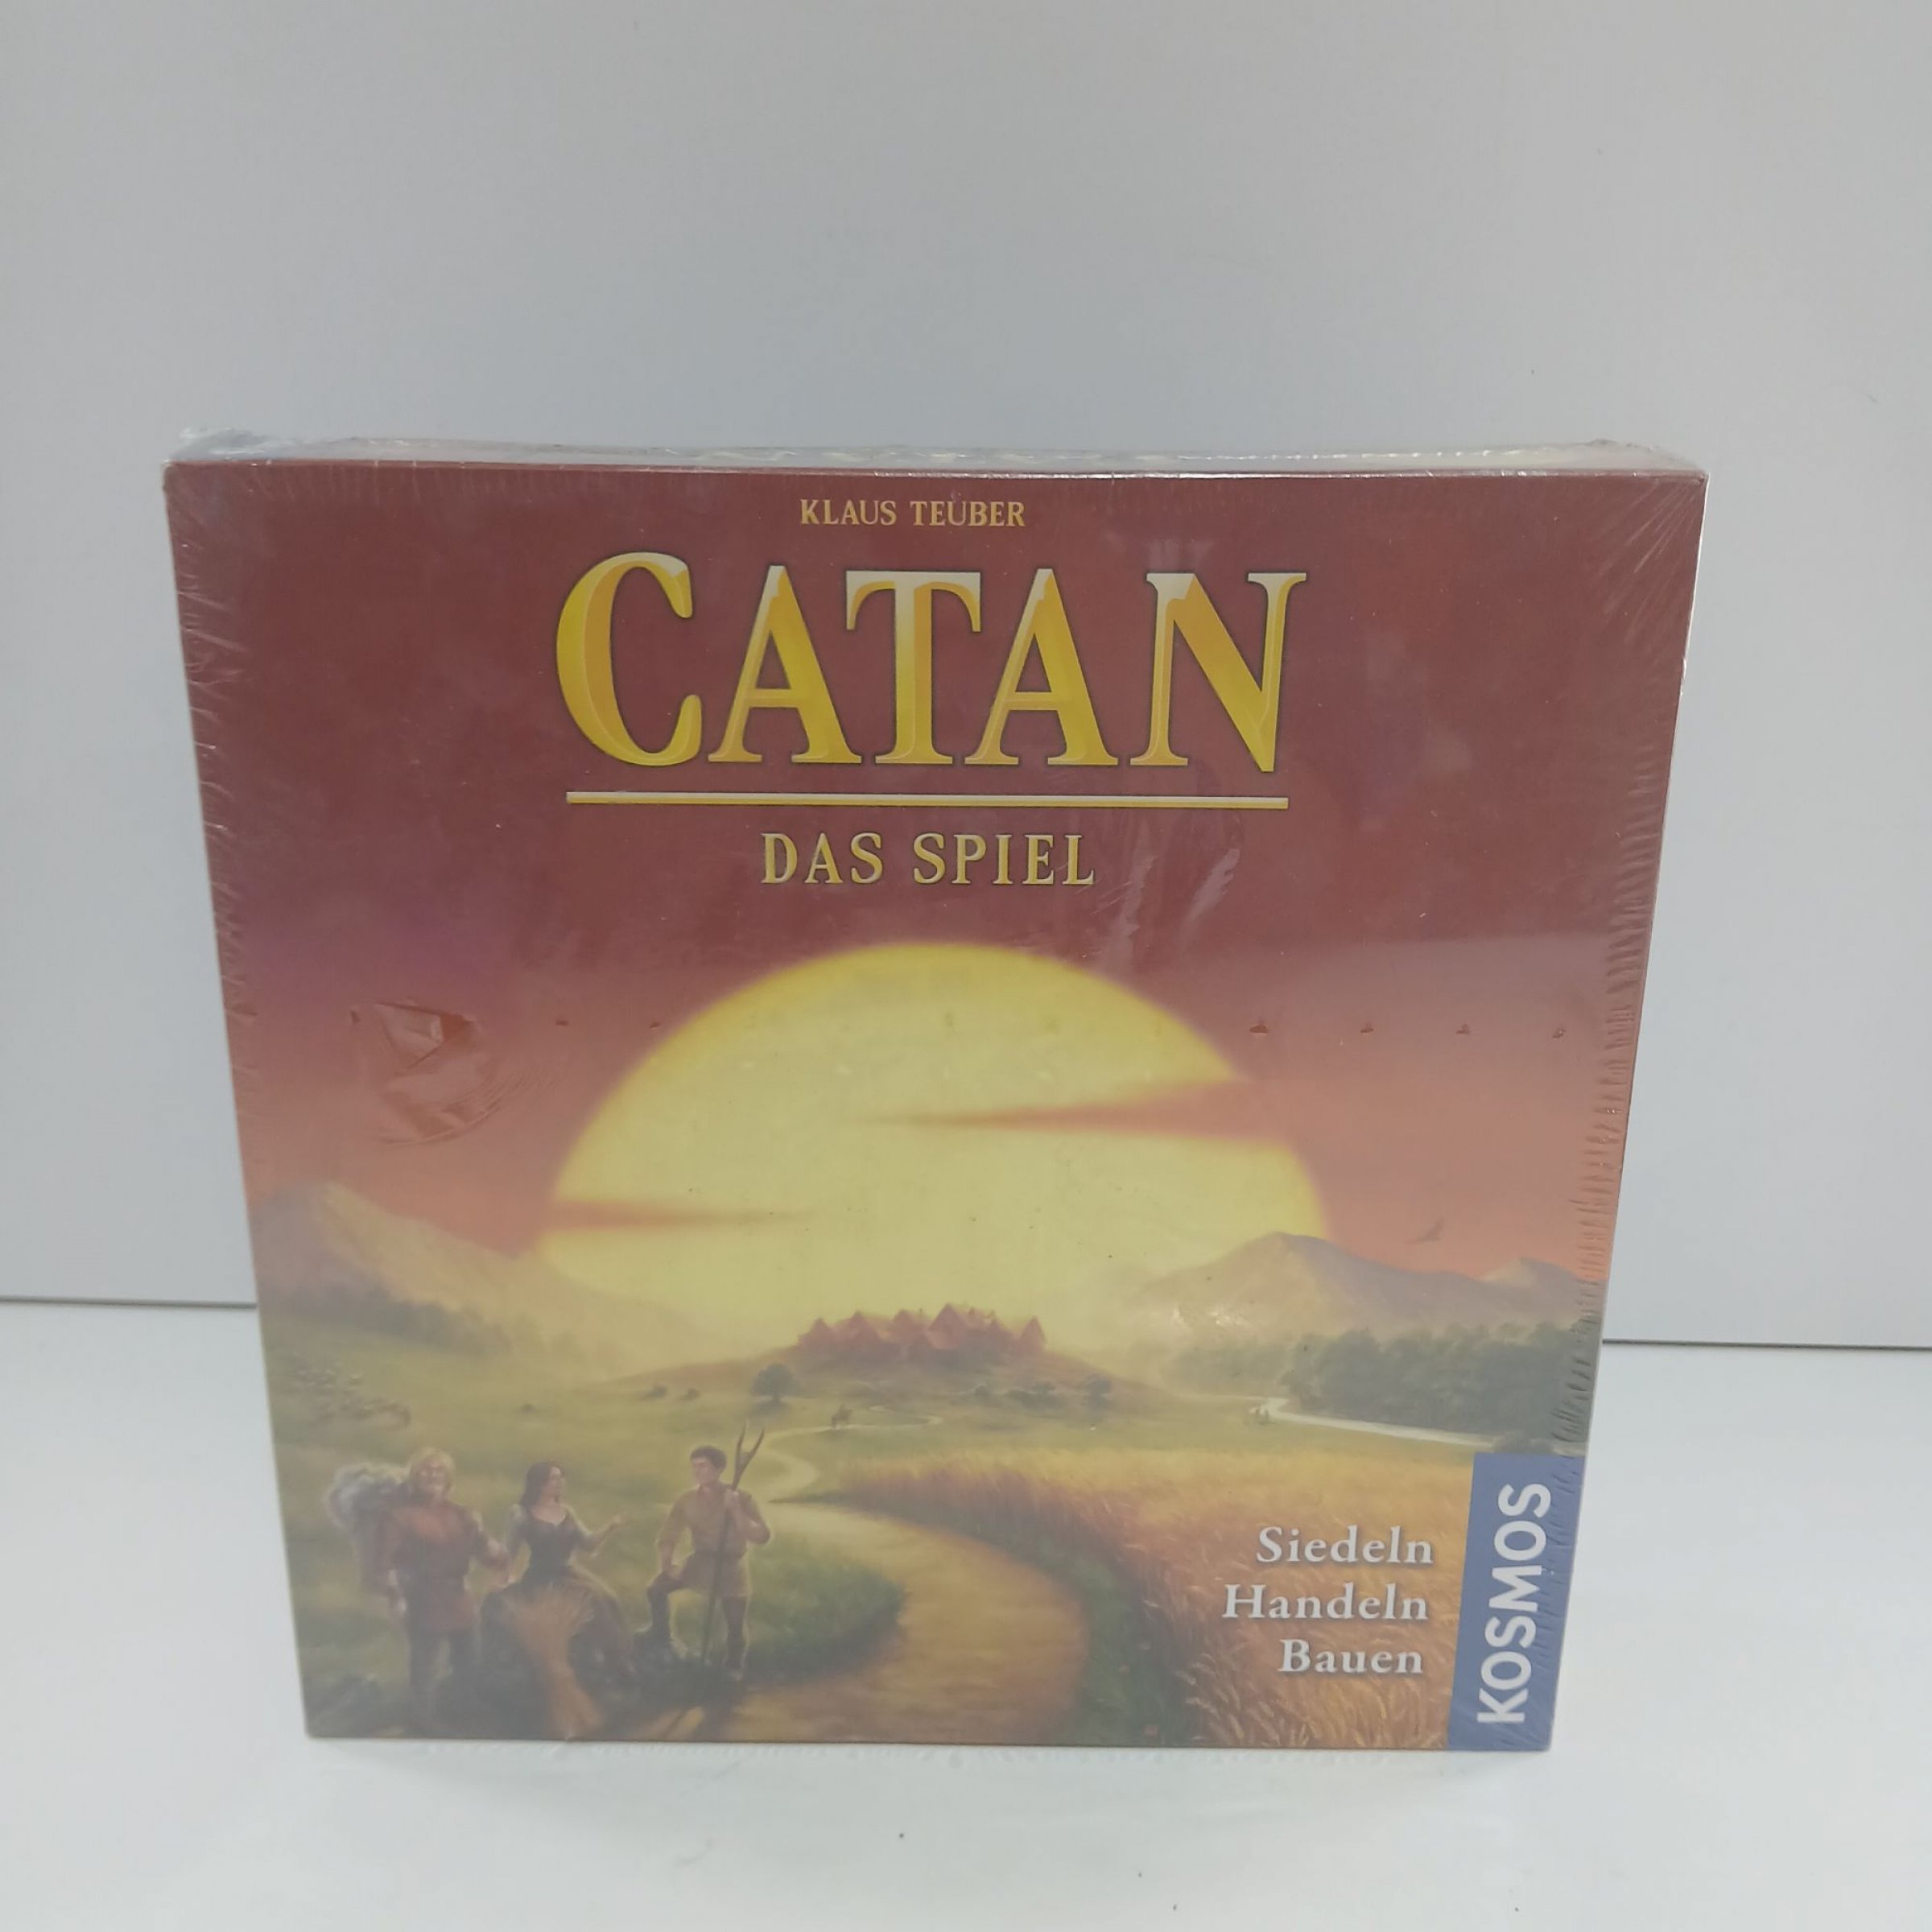 KLAUS TEUBER
CATAN
DAS SPIEL
Siedeln
Handeln
Bauen
KOSMOS